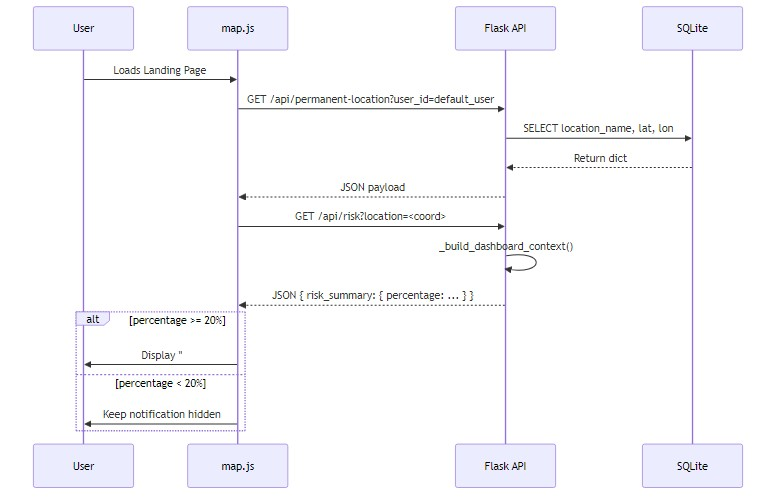 User map.js Flask API SQLite
Loads Landing Page
GET /api/permanent-location?user_id=default_user
SELECT location_name, lat, lon
Return dict
JSON payload
GET /api/risk?location=<coord>
_build_dashboard_context()
JSON { risk_summary: { percentage: ... } }
alt [percentage >= 20%]
Display "
[percentage < 20%]
Keep notification hidden
User map.js Flask API SQLite